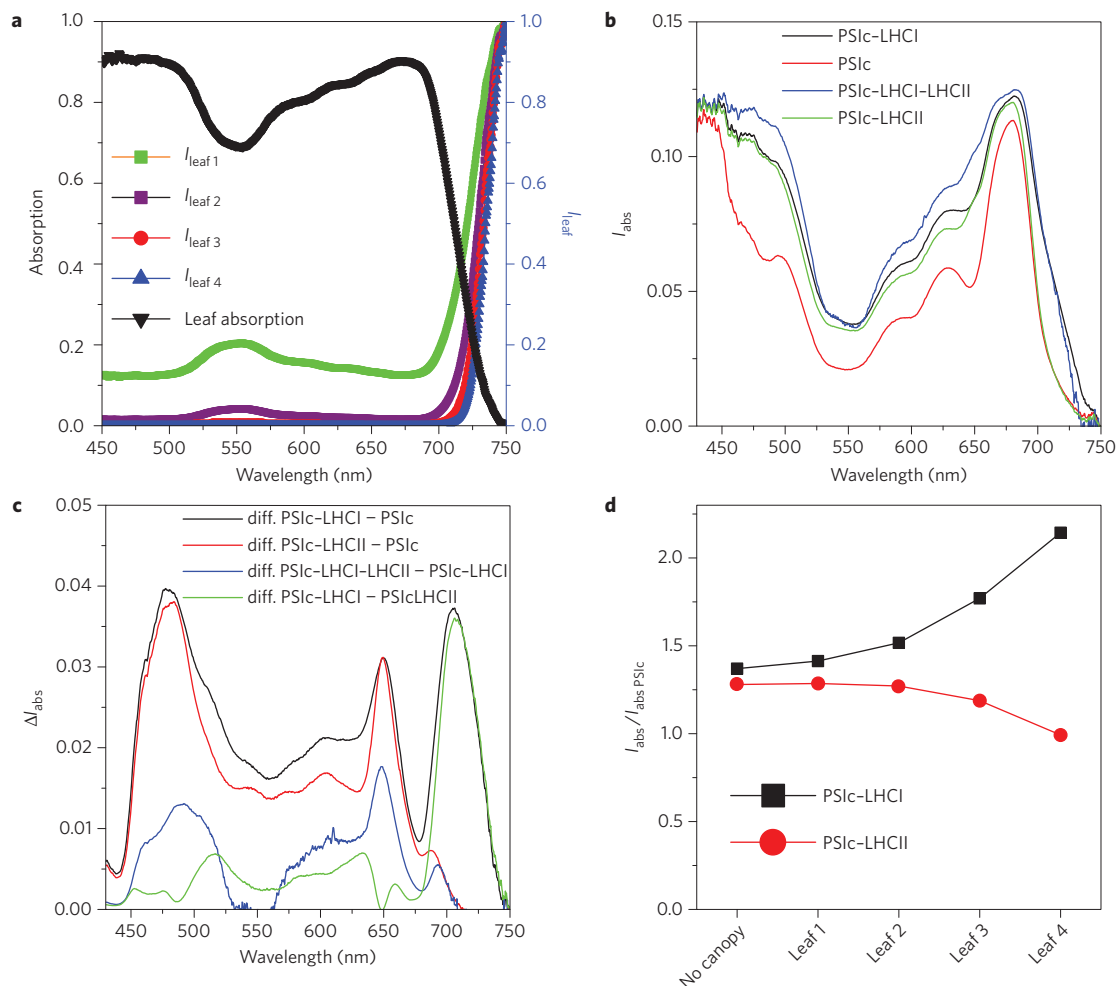 a
1.0
0.8
0.6
0.4
0.2
0.0
Absorption
I leaf 1
I leaf 2
I leaf 3
I leaf 4
Leaf absorption
1.0
0.8
0.6
0.4
0.2
0.0
I leaf
450 500 550 600 650 700 750
Wavelength (nm)
b
0.15
0.10
0.05
0.00
I abs
PSIc–LHCI
PSIc
PSIc–LHCI–LHCII
PSIc–LHCII
450 500 550 600 650 700 750
Wavelength (nm)
c
0.05
0.04
0.03
0.02
0.01
0.00
ΔI abs
diff. PSIc–LHCI – PSIc
diff. PSIc–LHCII – PSIc
diff. PSIc–LHCI-LHCII – PSIc–LHCI
diff. PSIc–LHCI – PSIcLHCII
450 500 550 600 650 700 750
Wavelength (nm)
d
2.0
1.5
1.0
0.5
0.0
I abs/I abs PSIc
PSIc–LHCI
PSIc–LHCII
No canopy
Leaf 1
Leaf 2
Leaf 3
Leaf 4